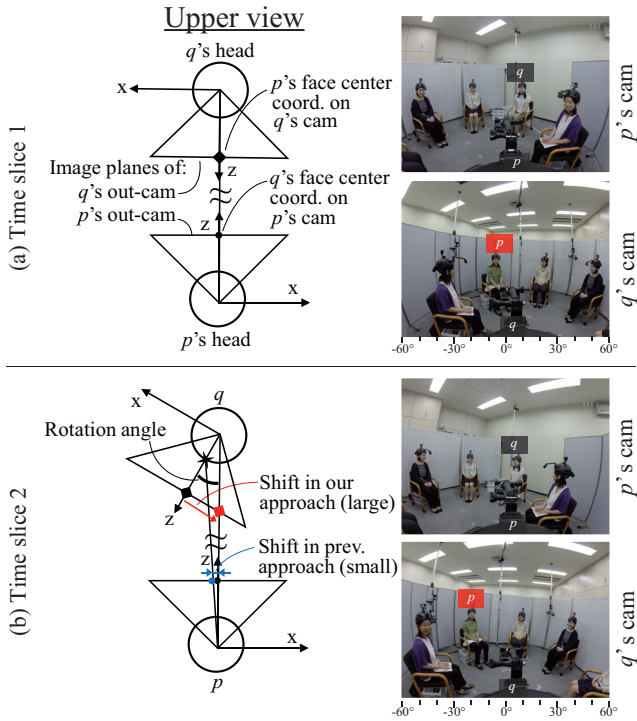 Upper view
(a) Time slice 1
q's head
x
p's face center
coord. on
q's cam
Image planes of:
q's out-cam
p's out-cam
z
z
q's face center
coord. on
p's cam
x
p's head
q
p
p's cam
p
q
q's cam
-60° -30° 0° 30° 60°
(b) Time slice 2
x
q
Rotation angle
Shift in our
approach (large)
z
z
Shift in prev.
approach (small)
x
p
q
p
p's cam
p
q
q's cam
-60° -30° 0° 30° 60°